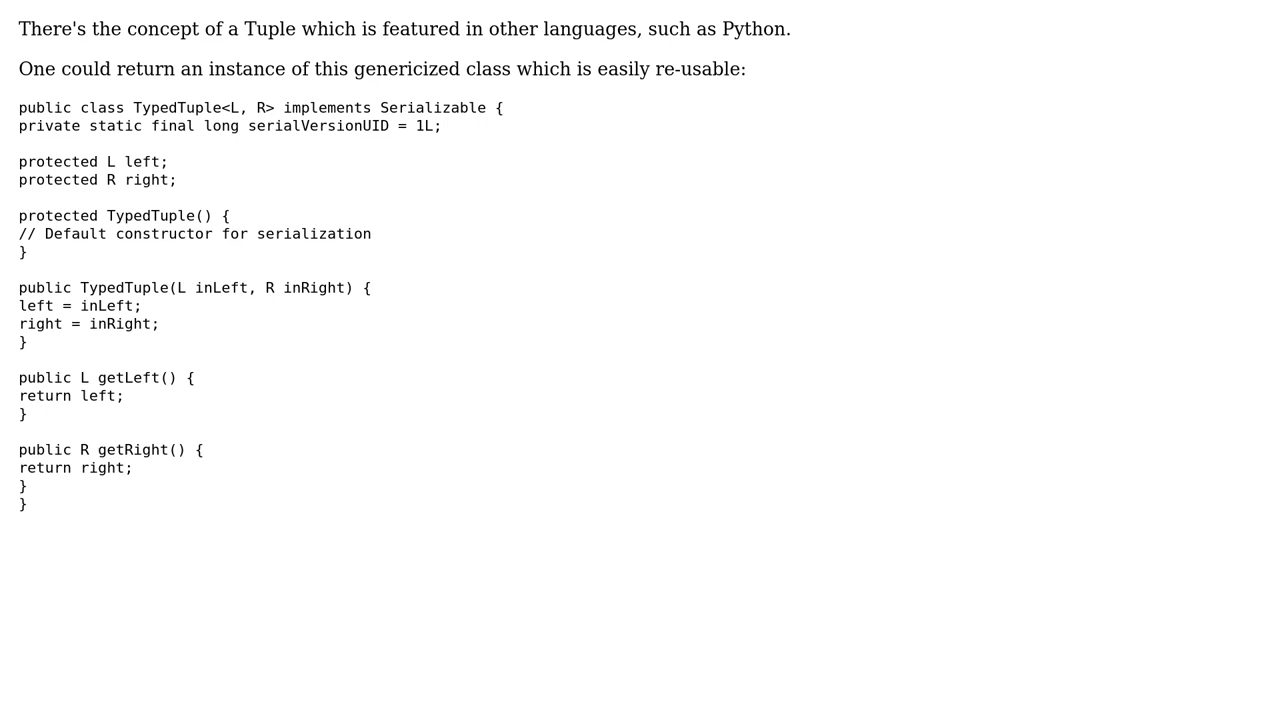 There's the concept of a Tuple which is featured in other languages, such as Python.
One could return an instance of this genericized class which is easily re-usable:
public class TypedTuple<L, R> implements Serializable {
private static final long serialVersionUID = 1L;
protected L left;
protected R right;
protected TypedTuple() {
// Default constructor for serialization
}
public TypedTuple(L inLeft, R inRight) {
left = inLeft;
right = inRight;
}
public L getLeft() {
return left;
}
public R getRight() {
return right;
}
}